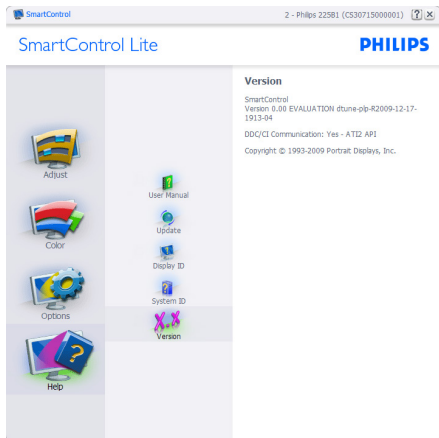 SmartControl
2 - Philips 225B1 (CS30715000001)
SmartControl Lite
PHILIPS
Adjust
Color
Options
Help
User Manual
Update
Display ID
System ID
X.X
Version
Version
SmartControl
Version 0.00 EVALUATION dtune-plp-R2009-12-17-
1913-04
DDC/CI Communication: Yes - ATI2 API
Copyright © 1993-2009 Portrait Displays, Inc.